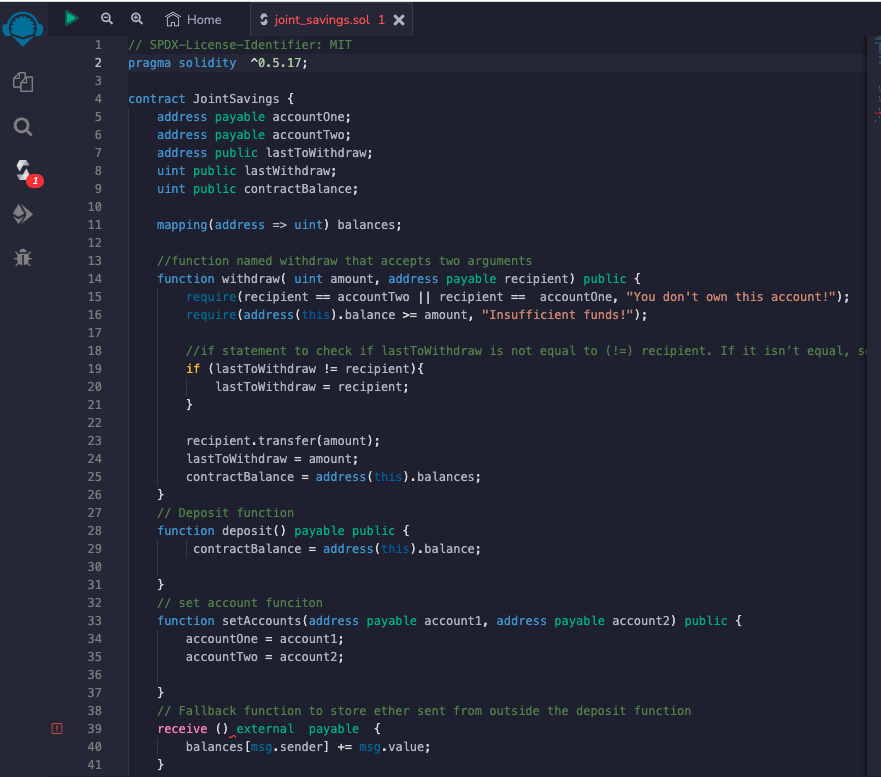 Home
joint_savings.sol 1
1 // SPDX-License-Identifier: MIT
2 pragma solidity ^0.5.17;
3
4 contract JointSavings {
5 address payable accountOne;
6 address payable accountTwo;
7 address public lastToWithdraw;
8 uint public lastWithdraw;
9 uint public contractBalance;
10
11 mapping(address => uint) balances;
12
13 //function named withdraw that accepts two arguments
14 function withdraw( uint amount, address payable recipient) public {
15 require(recipient == accountTwo || recipient ==  accountOne, "You don't own this account!");
16 require(address(this).balance >= amount, "Insufficient funds!");
17
18 //if statement to check if lastToWithdraw is not equal to (!=) recipient. If it isn’t equal, s
19 if (lastToWithdraw != recipient){
20 lastToWithdraw = recipient;
21 }
22
23 recipient.transfer(amount);
24 lastToWithdraw = amount;
25 contractBalance = address(this).balances;
26 }
27 // Deposit function
28 function deposit() payable public {
29 contractBalance = address(this).balance;
30
31 }
32 // set account funciton
33 function setAccounts(address payable account1, address payable account2) public {
34 accountOne = account1;
35 accountTwo = account2;
36
37 }
38 // Fallback function to store ether sent from outside the deposit function
39 receive () external  payable  {
40 balances[msg.sender] += msg.value;
41 }
1